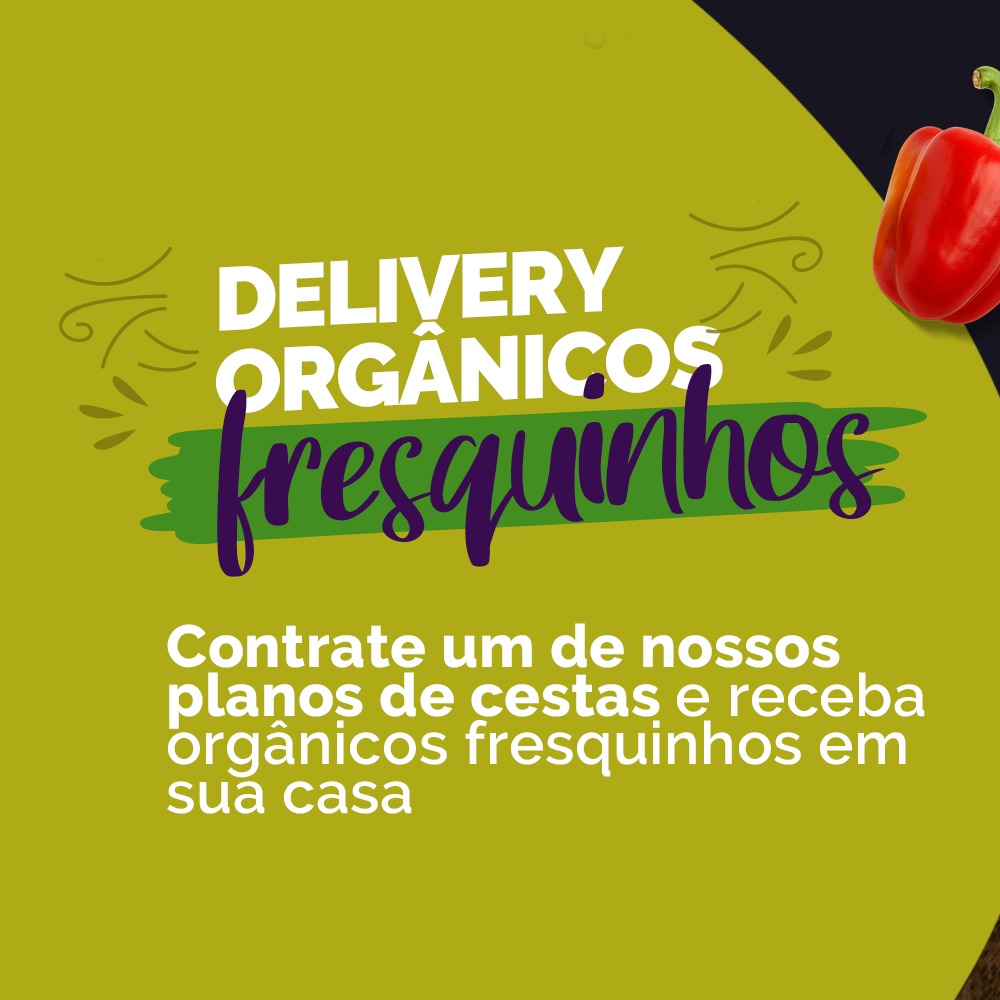 DELIVERY
ORGÂNICOS
fresquinhos
Contrate um de nossos
planos de cestas e receba
orgânicos fresquinhos em
sua casa